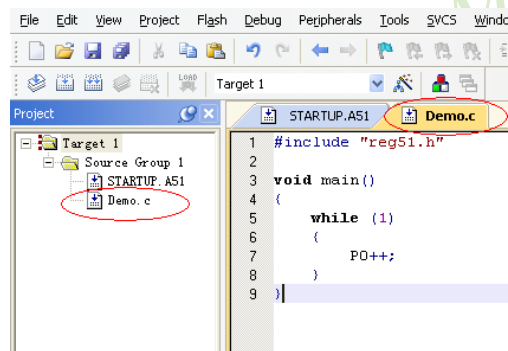 File Edit View Project Flash Debug Peripherals Tools SVCS Windo
LOAD
Target 1
Project
STARTUP.A51 Demo.c
Target 1
Source Group 1
STARTUP.A51
Demo.c
1 #include "reg51.h"
2
3 void main()
4 {
5 while (1)
6 {
7 P0++;
8 }
9 }